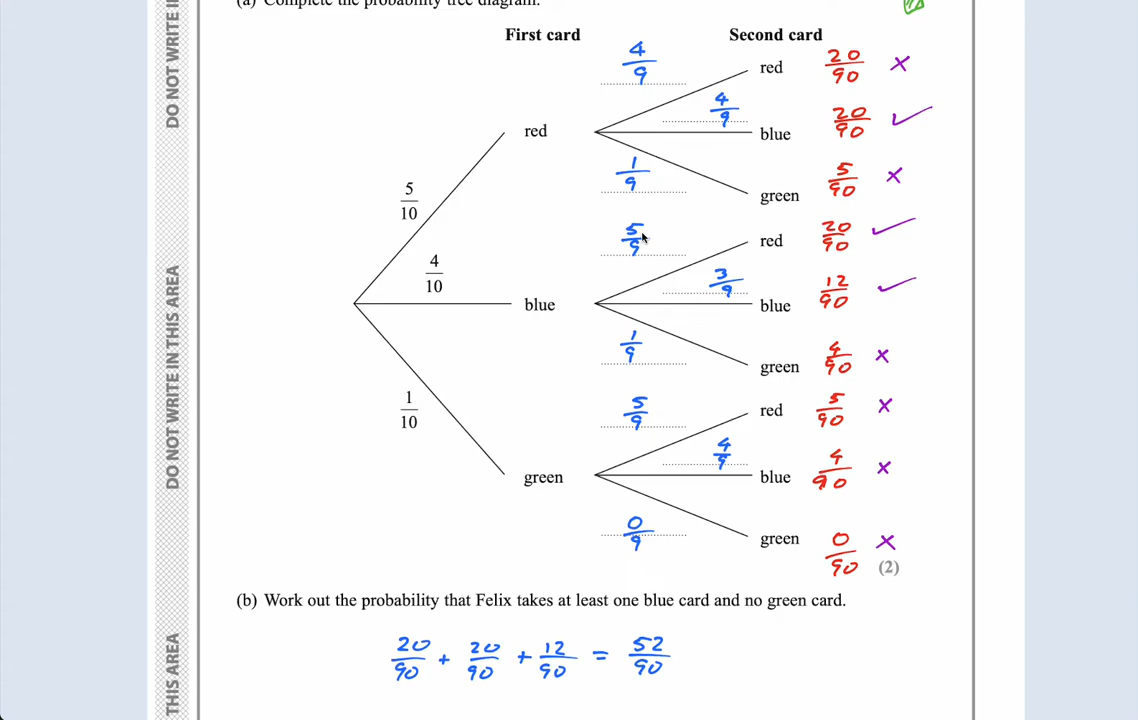 (a) Complete the probability tree diagram.
First card
Second card
4/9
red
20/90 ×
4/9
blue
20/90 ✓
red
1/9
green
5/90 ×
5/10
5/9
red
20/90 ✓
4/10
3/9
blue
12/90 ✓
blue
1/9
green
4/90 ×
1/10
5/9
red
5/90 ×
4/9
blue
4/90 ×
green
0/9
green
0/90 ×
(2)
(b) Work out the probability that Felix takes at least one blue card and no green card.
20/90 + 20/90 + 12/90 = 52/90
DO NOT WRITE I
DO NOT WRITE IN THIS AREA
THIS AREA